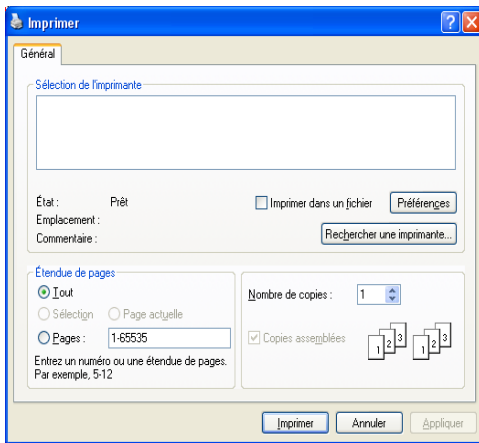 Imprimer
Général
Sélection de l'imprimante
État : Prêt
Imprimer dans un fichier
Préférences
Emplacement :
Commentaire :
Rechercher une imprimante...
Étendue de pages
Tout
Sélection
Page actuelle
Pages : 1-65535
Entrez un numéro ou une étendue de pages.
Par exemple, 5-12
Nombre de copies : 1
Copies assemblées
1 2 3 1 2 3
Imprimer
Annuler
Appliquer